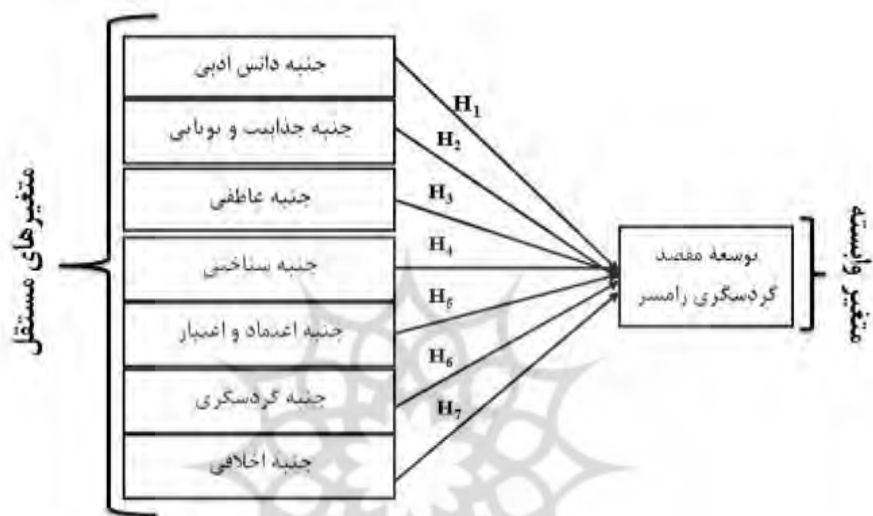 متغیرهای مستقل
جنبه دانش ادبی
جنبه جذابیت و پویایی
جنبه عاطفی
جنبه شناختی
جنبه اعتماد و اعتبار
جنبه گردشگری
جنبه اخلاقی
H1
H2
H3
H4
H5
H6
H7
توسعه مقصد
گردشگری رامسر
متغیر وابسته